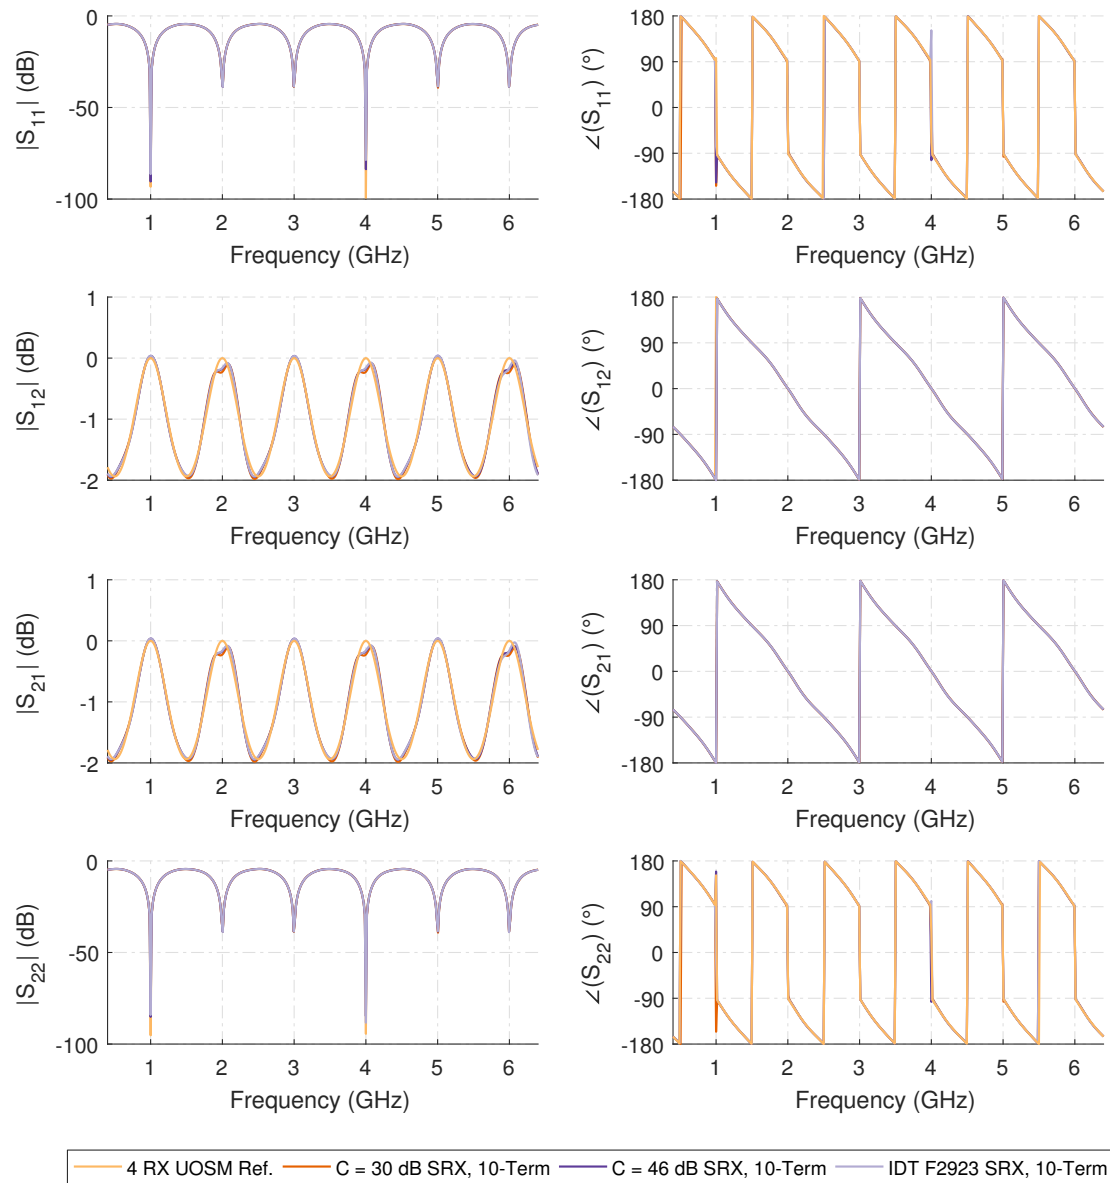 |S11| (dB)
0
-50
-100
1 2 3 4 5 6
Frequency (GHz)
∠(S11) (°)
180
90
0
-90
-180
1 2 3 4 5 6
Frequency (GHz)
|S12| (dB)
1
0
-1
-2
1 2 3 4 5 6
Frequency (GHz)
∠(S12) (°)
180
90
0
-90
-180
1 2 3 4 5 6
Frequency (GHz)
|S21| (dB)
1
0
-1
-2
1 2 3 4 5 6
Frequency (GHz)
∠(S21) (°)
180
90
0
-90
-180
1 2 3 4 5 6
Frequency (GHz)
|S22| (dB)
0
-50
-100
1 2 3 4 5 6
Frequency (GHz)
∠(S22) (°)
180
90
0
-90
-180
1 2 3 4 5 6
Frequency (GHz)
4 RX UOSM Ref. C = 30 dB SRX, 10-Term C = 46 dB SRX, 10-Term IDT F2923 SRX, 10-Term